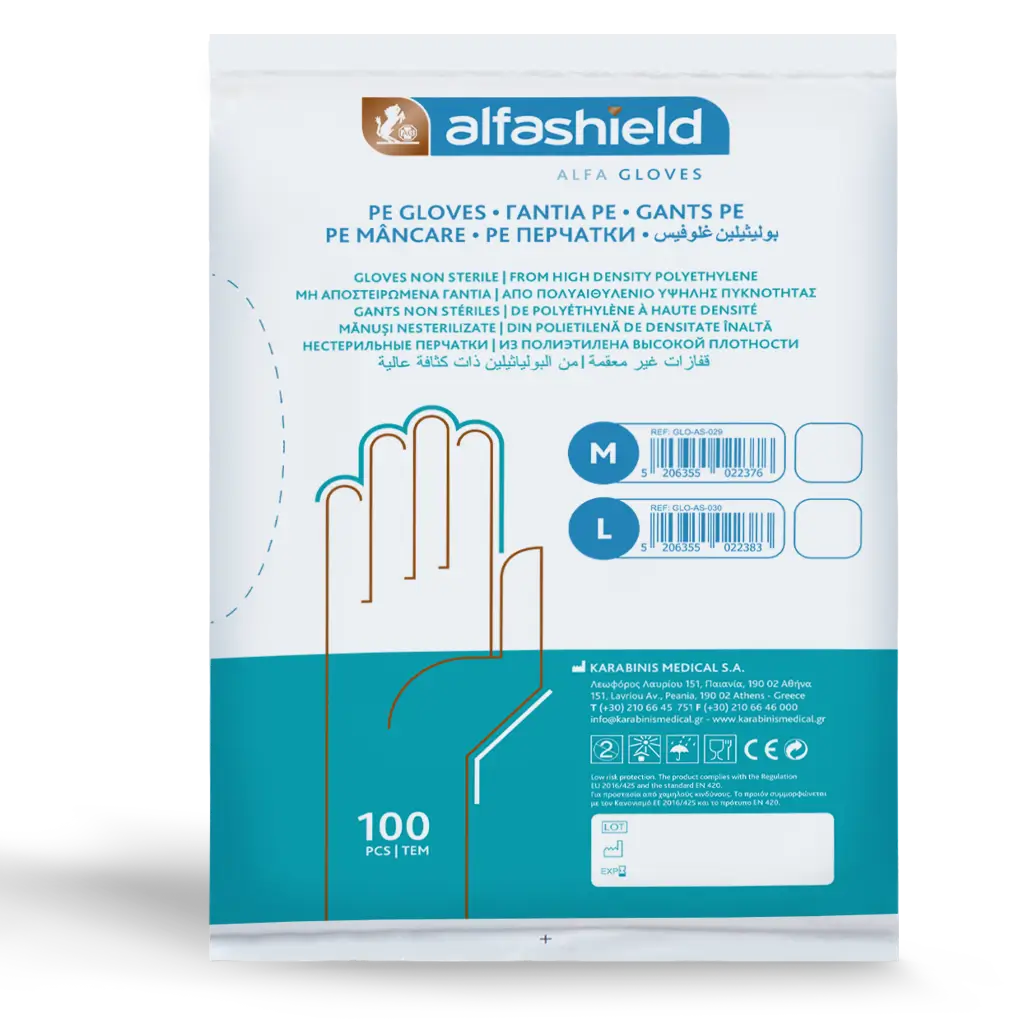 alfashield
ALFA GLOVES
PE GLOVES • ΓΑΝΤΙΑ PE • GANTS PE
PE MÂNCARE • PE ПЕРЧАТКИ • بوليثيلين غلوفيس
GLOVES NON STERILE | FROM HIGH DENSITY POLYETHYLENE
ΜΗ ΑΠΟΣΤΕΙΡΩΜΕΝΑ ΓΑΝΤΙΑ | ΑΠΟ ΠΟΛΥΑΙΘΥΛΕΝΙΟ ΥΨΗΛΗΣ ΠΥΚΝΟΤΗΤΑΣ
GANTS NON STÉRILES | DE POLYÉTHYLÈNE À HAUTE DENSITÉ
MĂNUȘI NESTERILIZATE | DIN POLIETILENĂ DE DENSITATE ÎNALTĂ
НЕСТЕРИЛЬНЫЕ ПЕРЧАТКИ | ИЗ ПОЛИЭТИЛЕНА ВЫСОКОЙ ПЛОТНОСТИ
قفازات غير معقمة | من البولياثيلين ذات كثافة عالية
REF: GLO-AS-029
M
5 206355 022376
REF: GLO-AS-030
L
5 206355 022383
KARABINIS MEDICAL S.A.
Λεωφόρος Λαυρίου 151, Παιανία, 190 02 Αθήνα
151, Lavriou Av., Peania, 190 02 Athens - Greece
T (+30) 210 66 45 751 F (+30) 210 66 46 000
info@karabinismedical.gr - www.karabinismedical.gr
2 CE
Low risk protection. The product complies with the Regulation
EU 2016/425 and the standard EN 420.
Για προστασία από χαμηλούς κινδύνους. Το προϊόν συμμορφώνεται
με τον Κανονισμό ΕΕ 2016/425 και το πρότυπο EN 420.
100
PCS | TEM
LOT
EXP